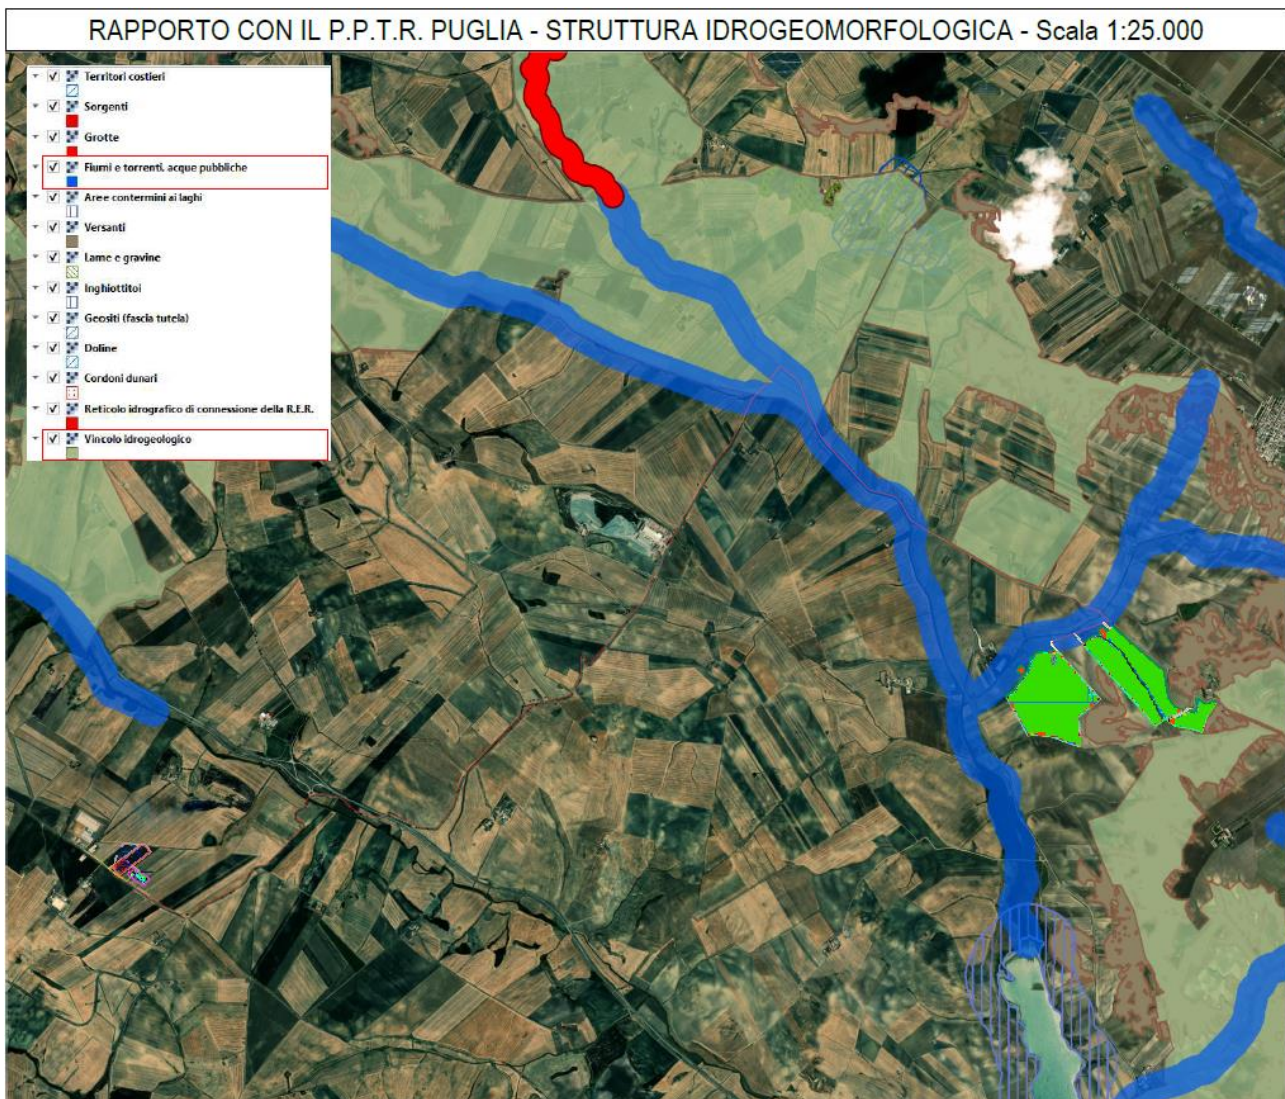 RAPPORTO CON IL P.P.T.R. PUGLIA - STRUTTURA IDROGEOMORFOLOGICA - Scala 1:25.000
Territori costieri
Sorgenti
Grotte
Fiumi e torrenti, acque pubbliche
Aree contermini ai laghi
Versanti
Lame e gravine
Inghiottitoi
Geositi (fascia tutela)
Doline
Cordoni dunari
Reticolo idrografico di connessione della R.E.R.
Vincolo idrogeologico